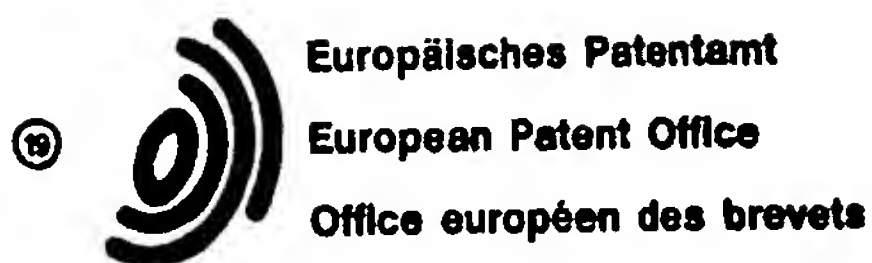 ⑲
Europäisches Patentamt
European Patent Office
Office européen des brevets